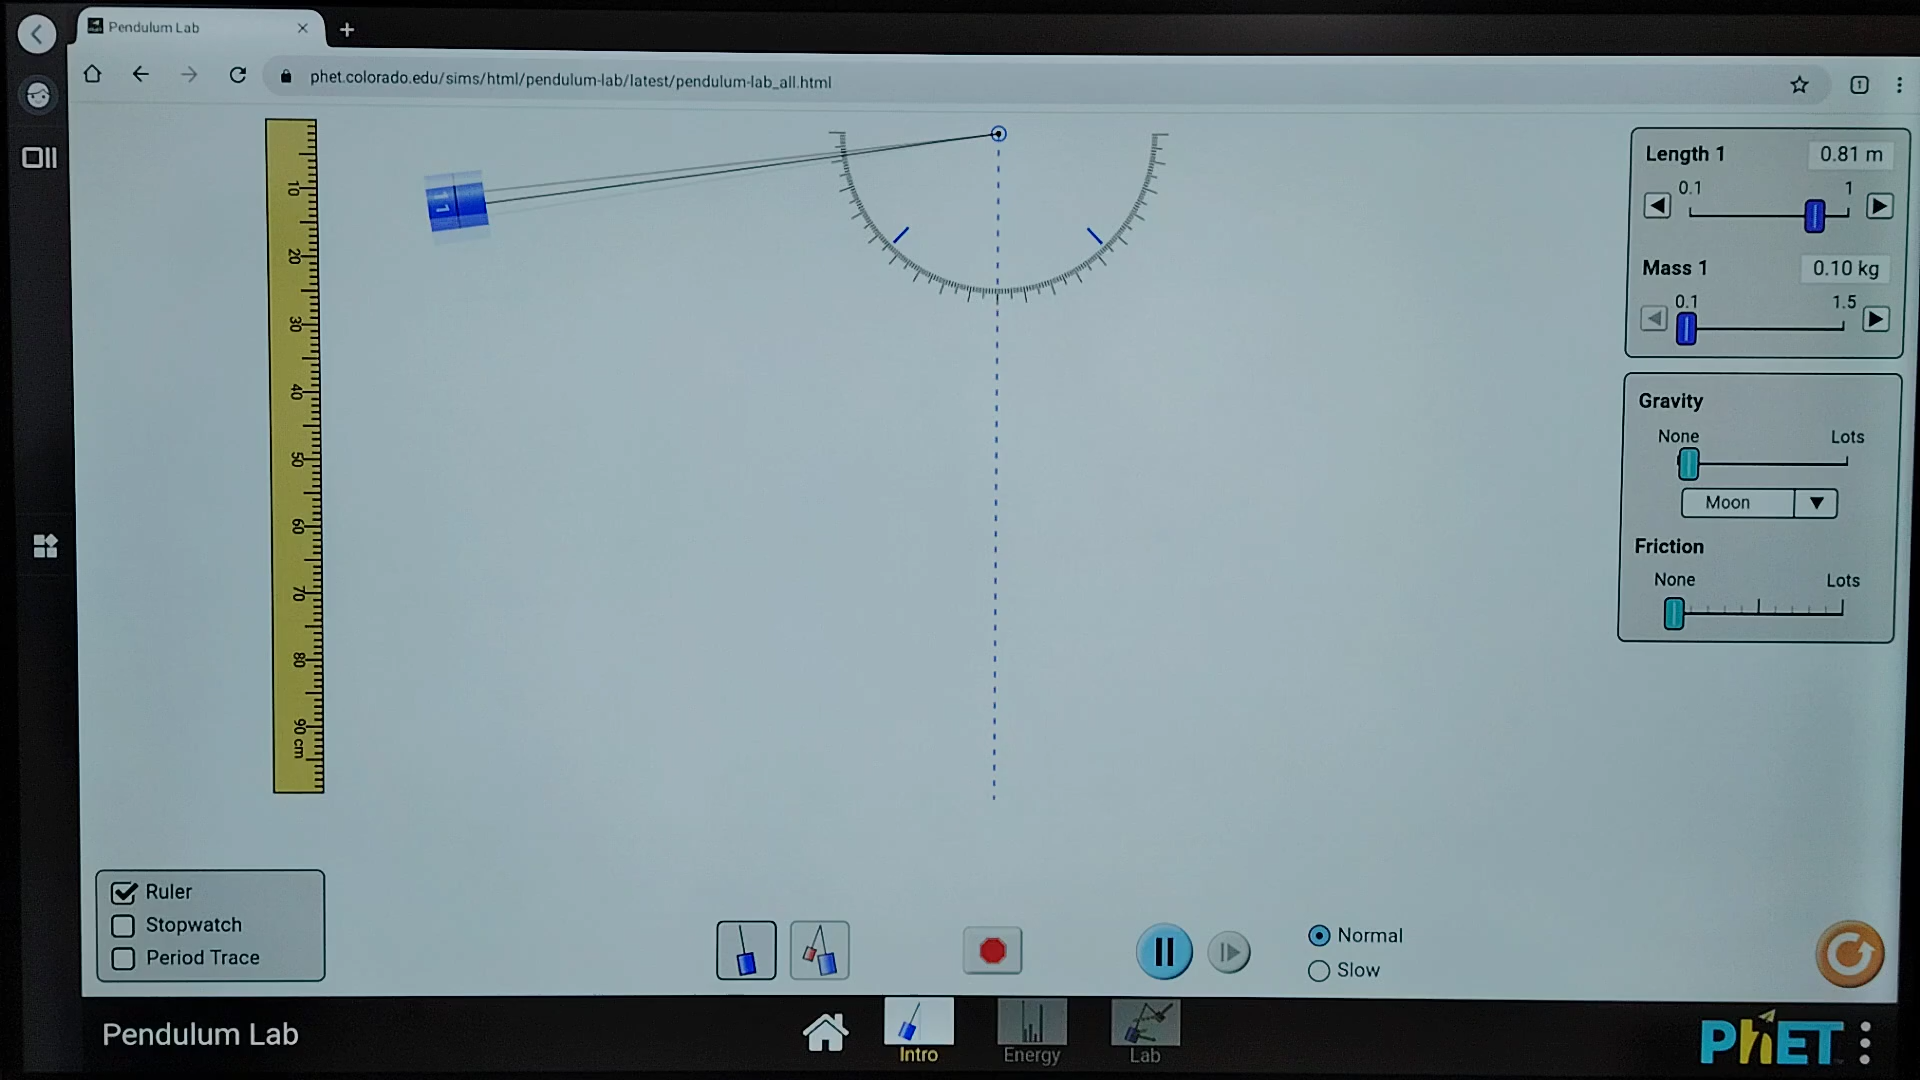 Pendulum Lab
phet.colorado.edu/sims/html/pendulum-lab/latest/pendulum-lab_all.html
1
10
20
30
40
50
60
70
80
90 cm
1
1
Length 1
0.81 m
0.1
1
Mass 1
0.10 kg
0.1
1.5
Gravity
None
Lots
Moon
Friction
None
Lots
Ruler
Stopwatch
Period Trace
Normal
Slow
Pendulum Lab
Intro
Energy
Lab
PhET